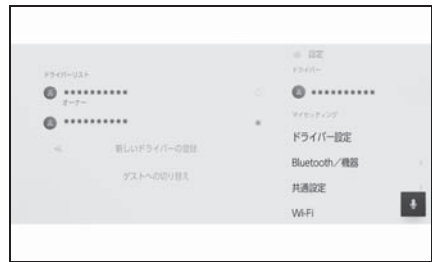 ドライバーリスト
●●●●●●●●●●
オーナー
●●●●●●●●●●
新しいドライバーの登録
ゲストへの切り替え
設定
ドライバー
●●●●●●●●●●
マイセッティング
ドライバー設定
Bluetooth／機器
共通設定
Wi-Fi